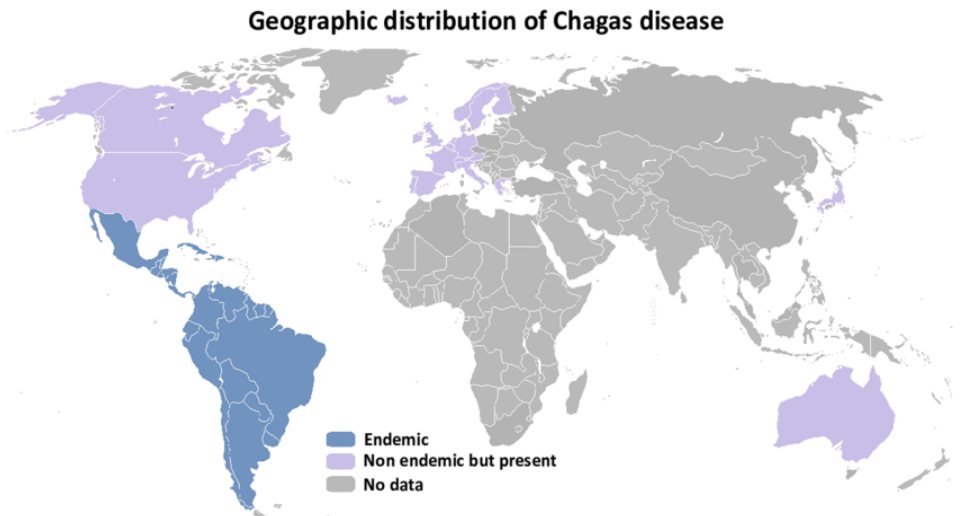 Geographic distribution of Chagas disease
Endemic
Non endemic but present
No data